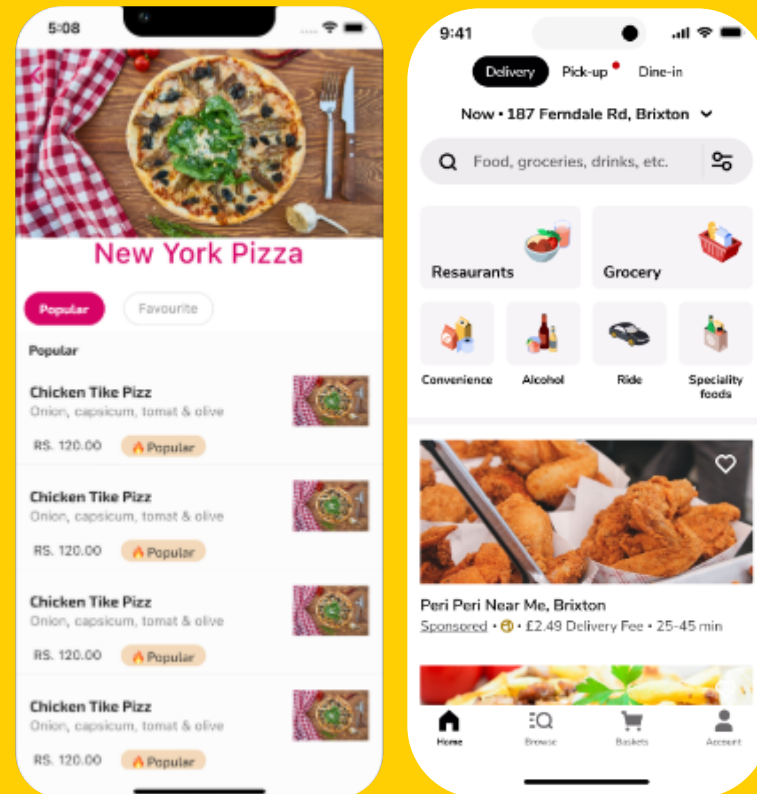 5:08
New York Pizza
Popular
Favourite
Popular
Chicken Tike Pizz
Onion, capsicum, tomat & olive
RS. 120.00
Popular
Chicken Tike Pizz
Onion, capsicum, tomat & olive
RS. 120.00
Popular
Chicken Tike Pizz
Onion, capsicum, tomat & olive
RS. 120.00
Popular
Chicken Tike Pizz
Onion, capsicum, tomat & olive
RS. 120.00
Popular
9:41
Delivery Pick-up Dine-in
Now • 187 Ferndale Rd, Brixton
Food, groceries, drinks, etc.
Resaurants
Grocery
Convenience
Alcohol
Ride
Speciality
foods
Peri Peri Near Me, Brixton
Sponsored • • £2.49 Delivery Fee • 25-45 min
Home
Browse
Baskets
Account